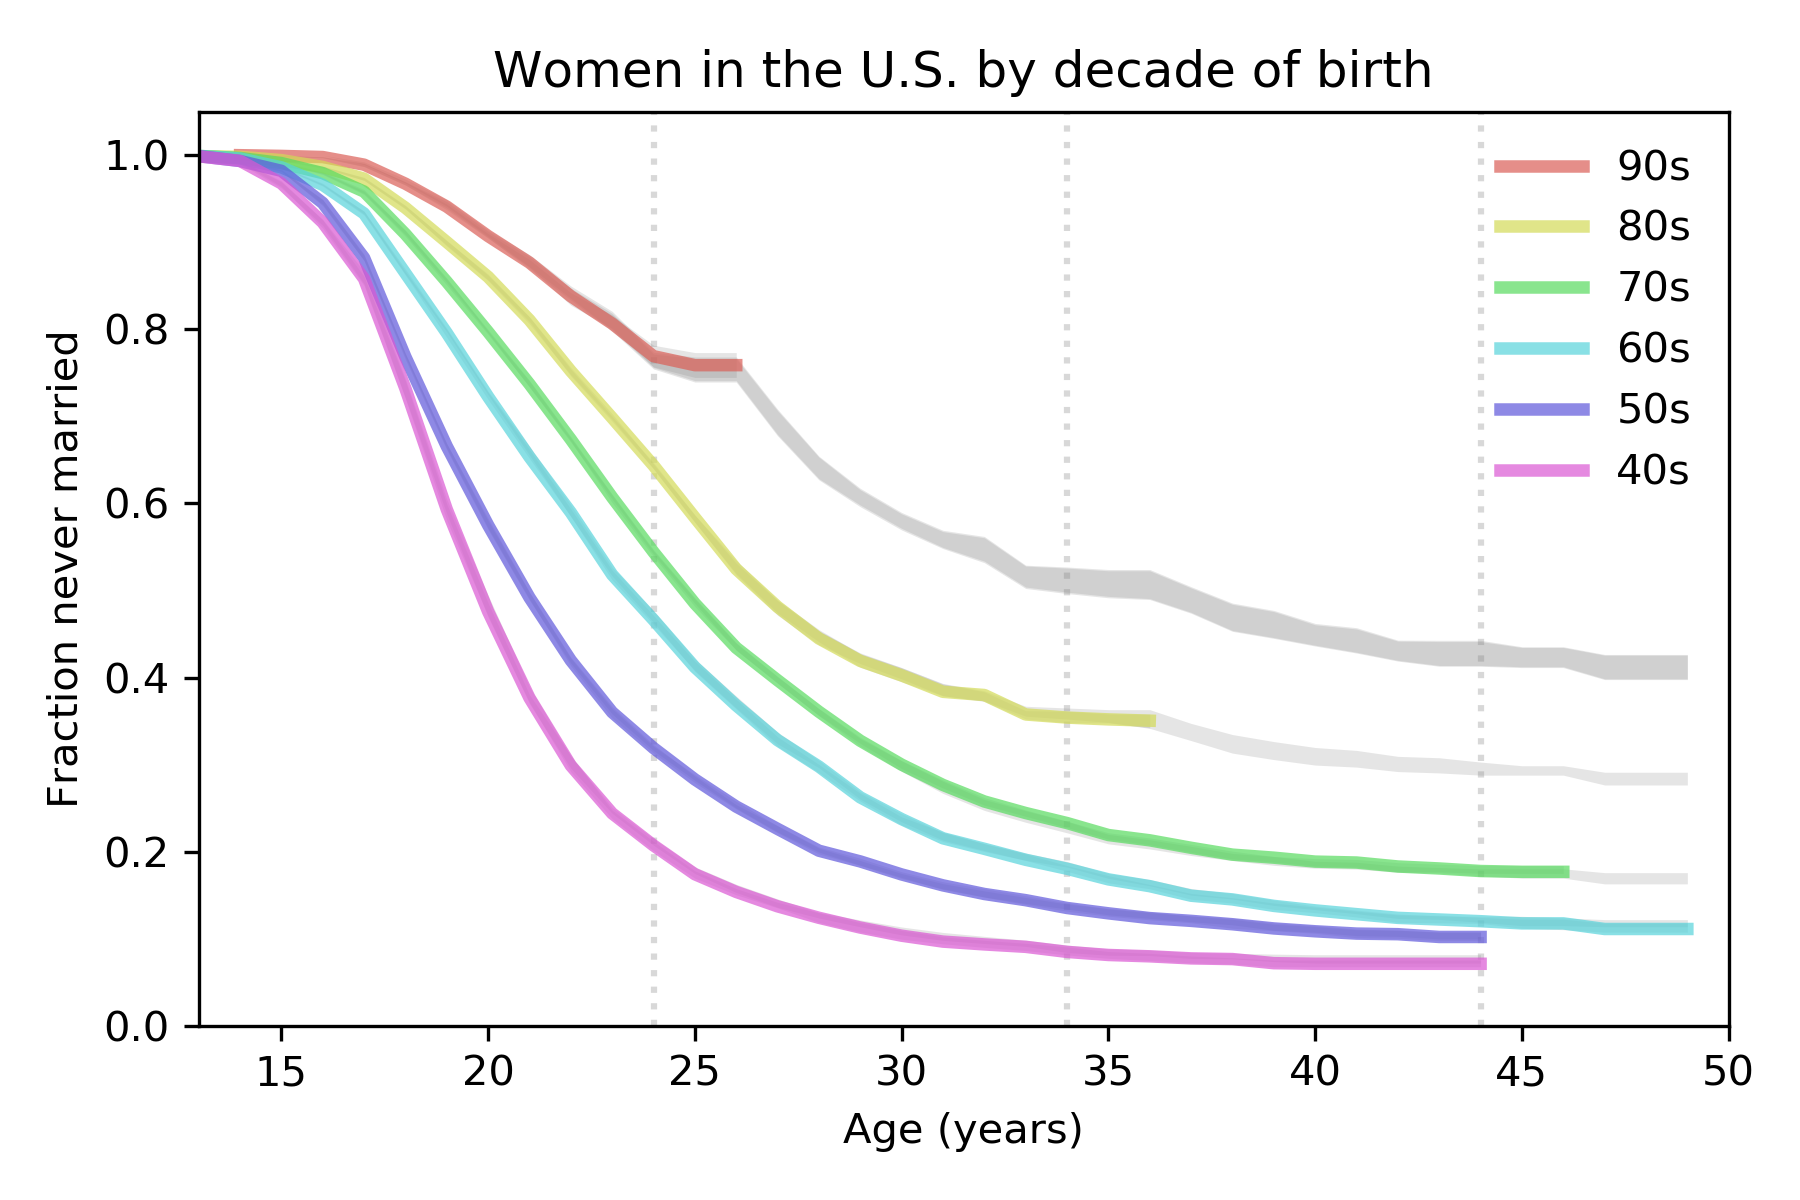 Women in the U.S. by decade of birth
1.0
0.8
0.6
0.4
0.2
0.0
Fraction never married
15 20 25 30 35 40 45 50
Age (years)
90s
80s
70s
60s
50s
40s